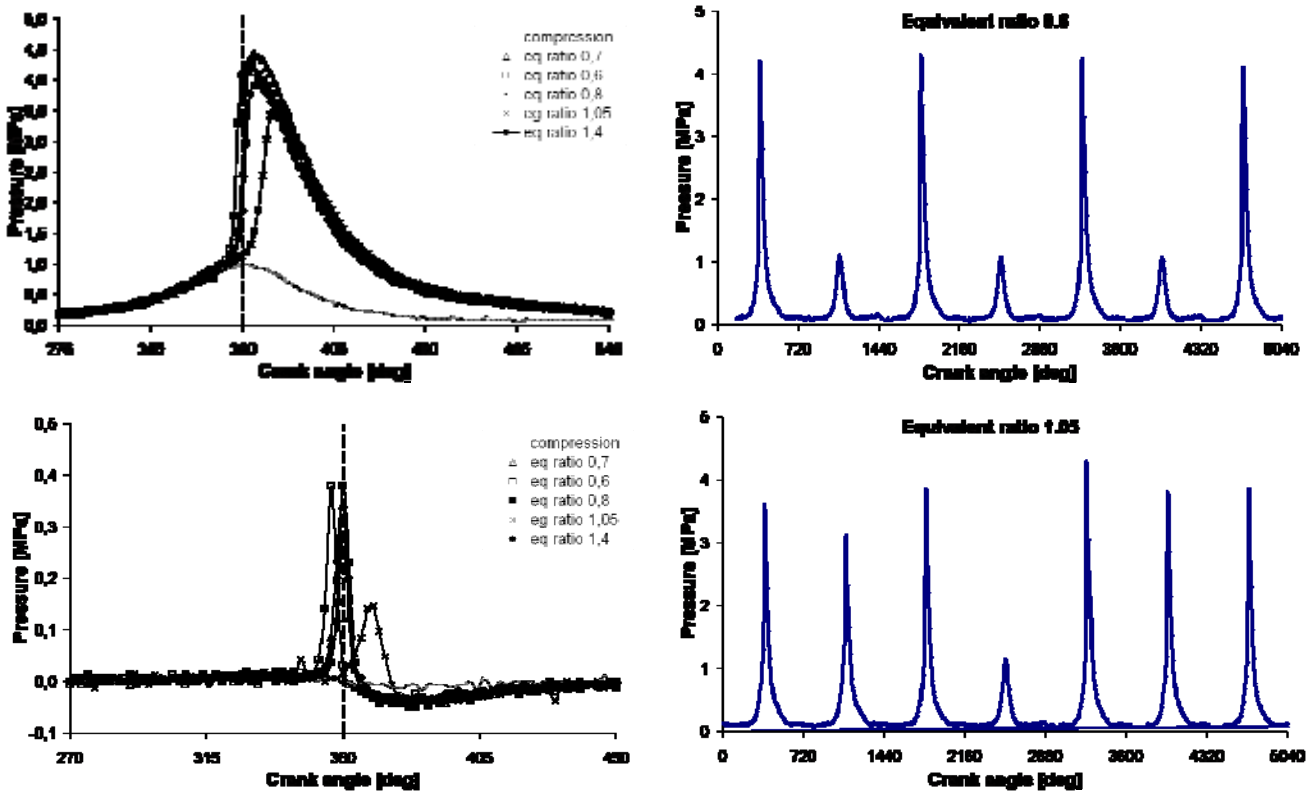 Pressure [MPa]
1,0
0,0
360
405
Crank angle [deg]
compression
eq ratio 0,7
eq ratio 0,6
eq ratio 0,8
eg ratio 1,05
eq ratio 1,4
Equivalent ratio 0.6
Pressure [MPa]
5
4
3
2
1
0
0
720
1440
2160
2880
3600
4320
5040
Crank angle [deg]
Pressure [MPa]
0,5
0,4
0,3
0,2
0,1
0,0
-0,1
270
315
360
405
450
Crank angle [deg]
compression
eq ratio 0,7
eq ratio 0,6
eq ratio 0,8
eg ratio 1,05
eq ratio 1,4
Equivalent ratio 1.05
Pressure [MPa]
5
4
3
2
1
0
0
720
1440
2160
2880
3600
4320
5040
Crank angle [deg]